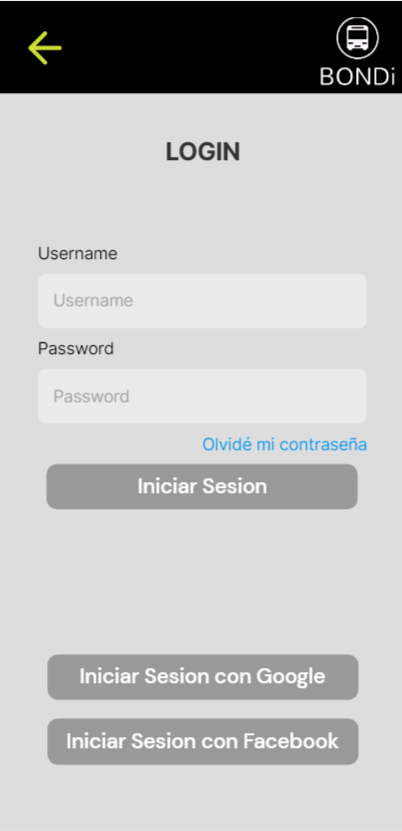 BONDi
LOGIN
Username
Username
Password
Password
Olvidé mi contraseña
Iniciar Sesion
Iniciar Sesion con Google
Iniciar Sesion con Facebook